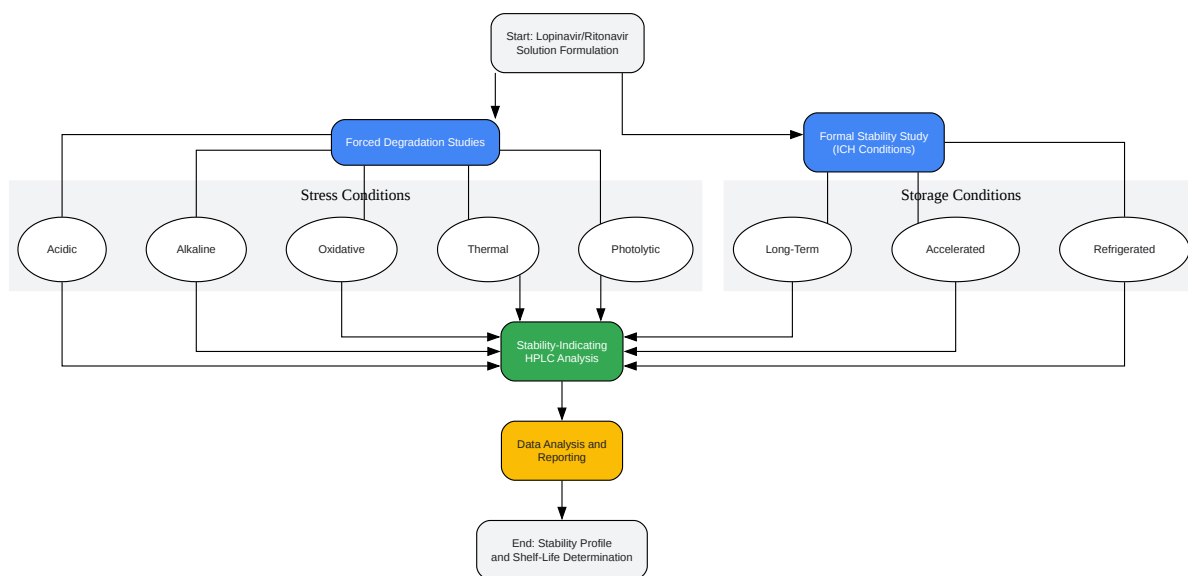 Start: Lopinavir/Ritonavir
Solution Formulation
Forced Degradation Studies
Formal Stability Study
(ICH Conditions)
Stress Conditions
Storage Conditions
Acidic
Alkaline
Oxidative
Thermal
Photolytic
Long-Term
Accelerated
Refrigerated
Stability-Indicating
HPLC Analysis
Data Analysis and
Reporting
End: Stability Profile
and Shelf-Life Determination